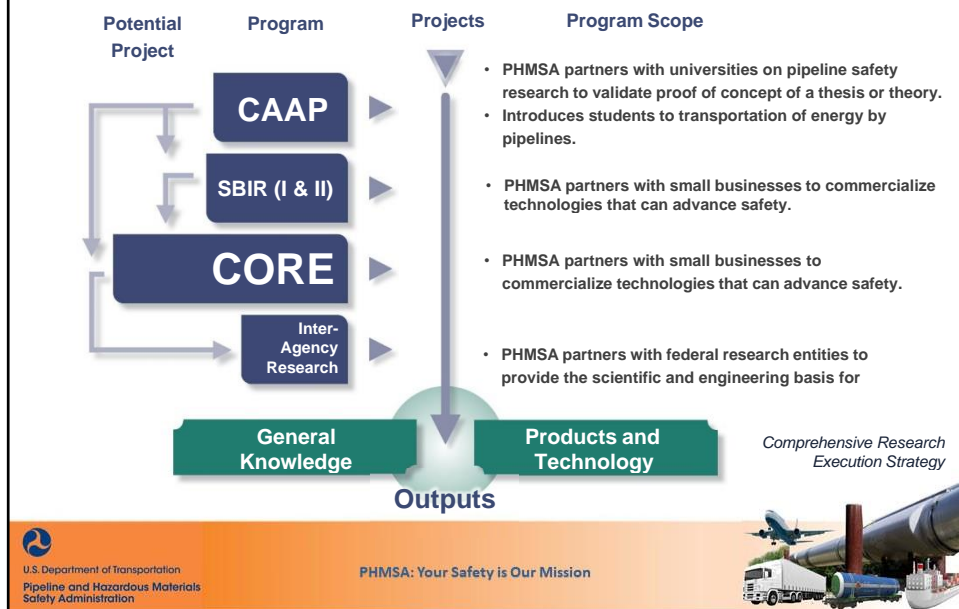 Potential
Project
Program
Projects
Program Scope
CAAP
• PHMSA partners with universities on pipeline safety
research to validate proof of concept of a thesis or theory.
• Introduces students to transportation of energy by
pipelines.
SBIR (I & II)
• PHMSA partners with small businesses to commercialize
technologies that can advance safety.
CORE
• PHMSA partners with small businesses to
commercialize technologies that can advance safety.
Inter-
Agency
Research
• PHMSA partners with federal research entities to
provide the scientific and engineering basis for
General
Knowledge
Products and
Technology
Outputs
Comprehensive Research
Execution Strategy
U.S. Department of Transportation
Pipeline and Hazardous Materials
Safety Administration
PHMSA: Your Safety is Our Mission